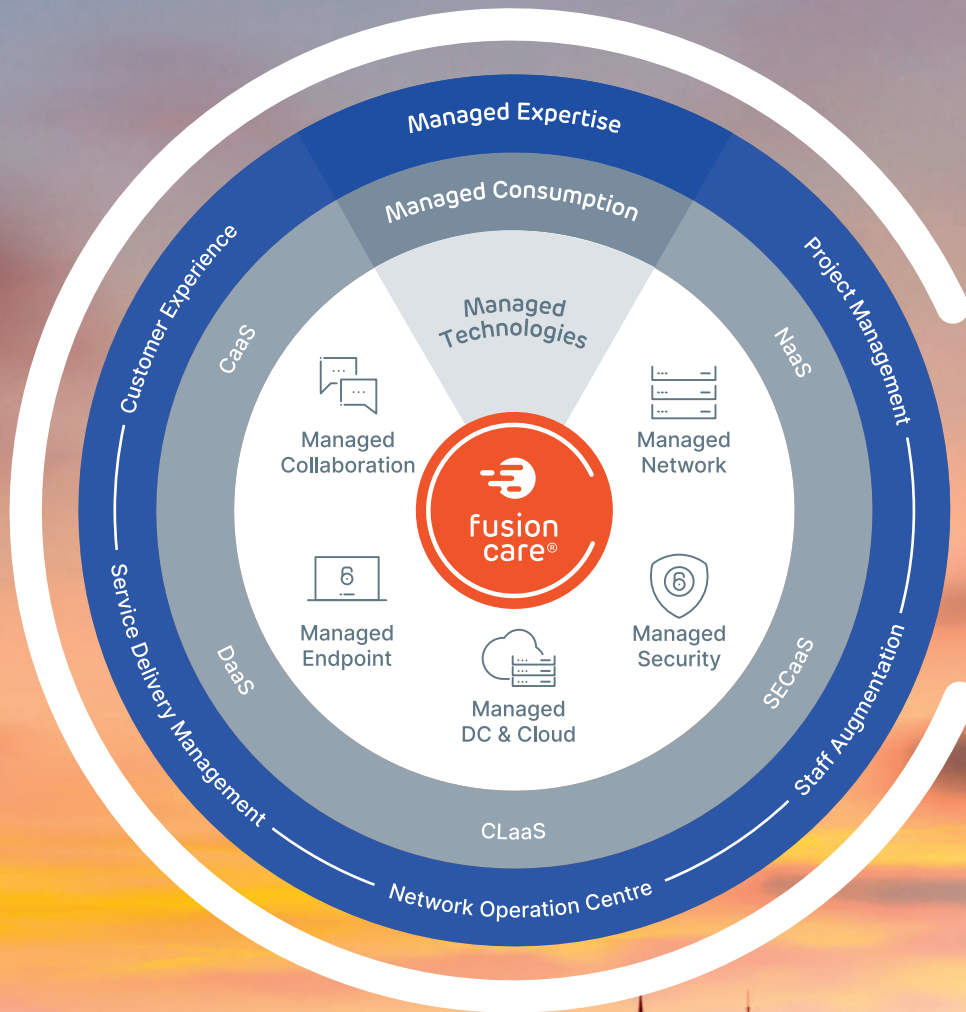 Managed Expertise
Managed Consumption
Managed
Technologies
Customer Experience
Project Management
CaaS
NaaS
Managed
Collaboration
Managed
Network
fusion
care®
Managed
Endpoint
Managed
Security
Managed
DC & Cloud
DaaS
SECaaS
CLaaS
Service Delivery Management
Staff Augmentation
Network Operation Centre